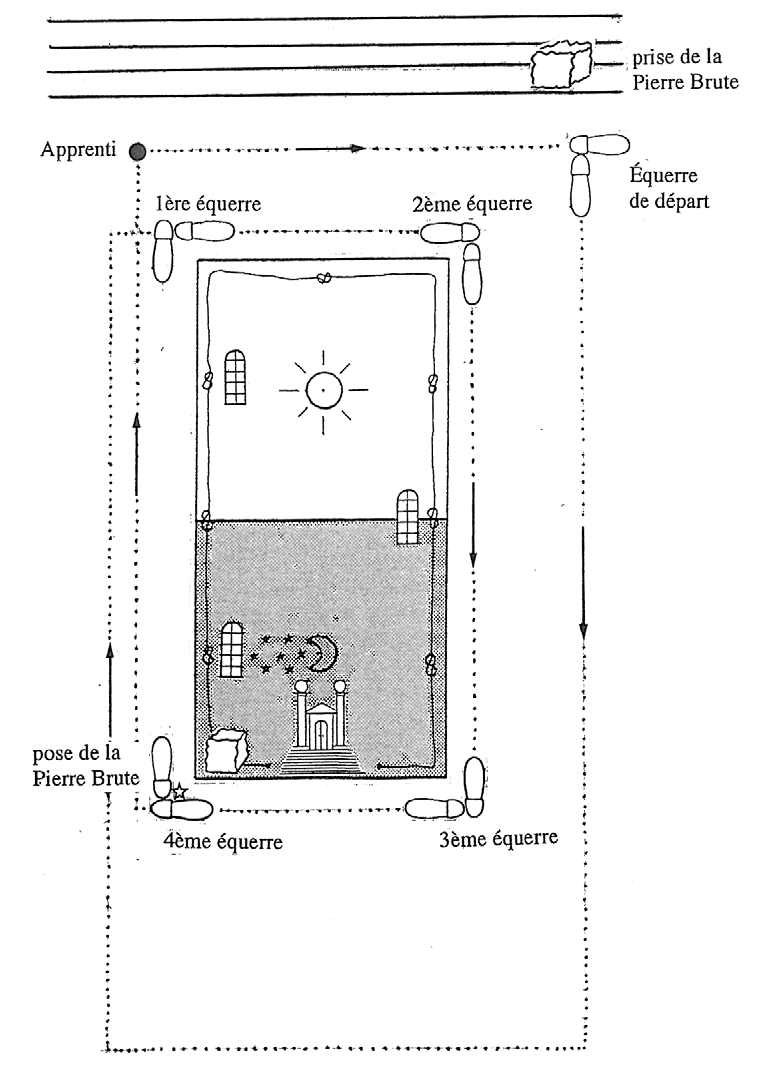 prise de la
Pierre Brute
Apprenti
Équerre
de départ
1ère équerre
2ème équerre
pose de la
Pierre Brute
4ème équerre
3ème équerre